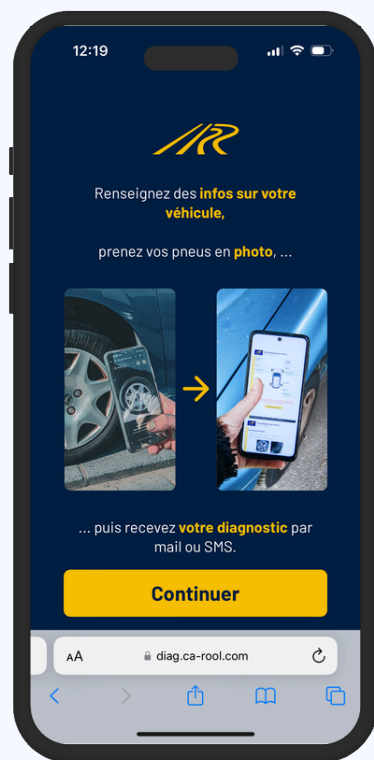 12:19
Renseignez des infos sur votre
véhicule,
prenez vos pneus en photo, ...
... puis recevez votre diagnostic par
mail ou SMS.
Continuer
AA
diag.ca-rool.com